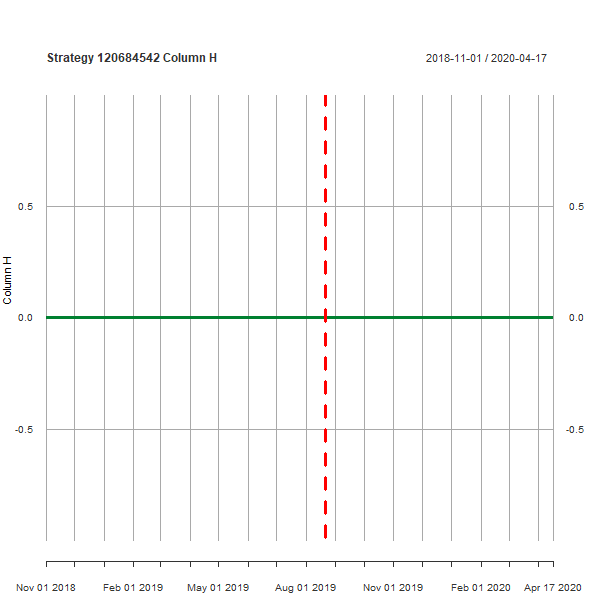 Strategy 120684542 Column H
2018-11-01 / 2020-04-17
0.5
0.5
Column H
0.0
0.0
-0.5
-0.5
Nov 01 2018
Feb 01 2019
May 01 2019
Aug 01 2019
Nov 01 2019
Feb 01 2020
Apr 17 2020